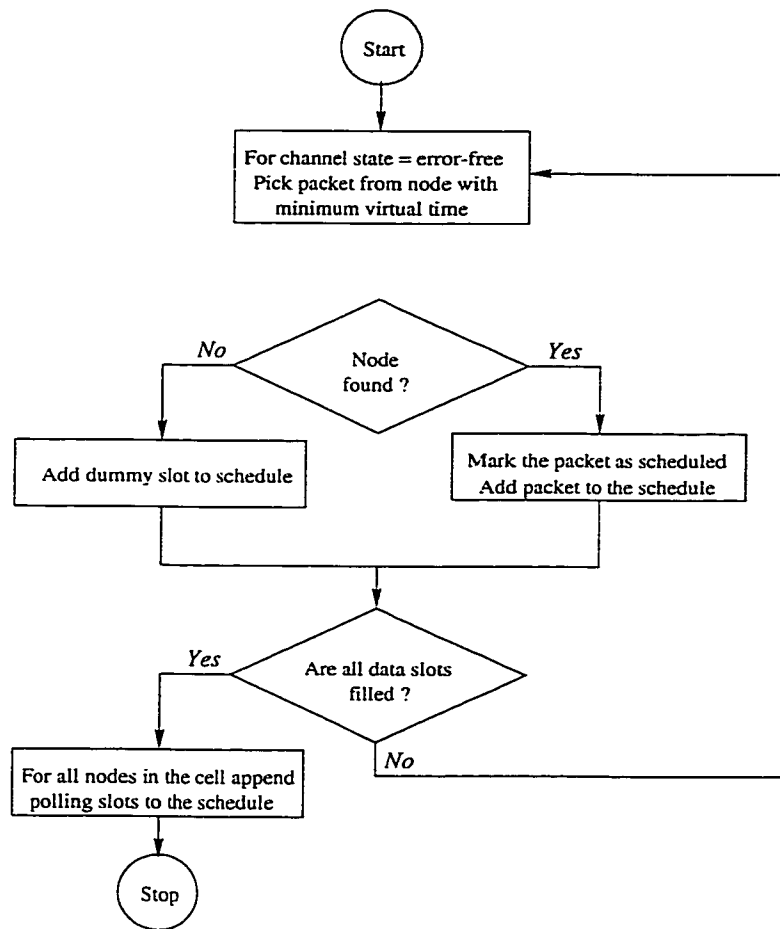 Start
For channel state = error-free
Pick packet from node with
minimum virtual time
No
Yes
Node
found ?
Add dummy slot to schedule
Mark the packet as scheduled
Add packet to the schedule
Yes
Are all data slots
filled ?
No
For all nodes in the cell append
polling slots to the schedule
Stop